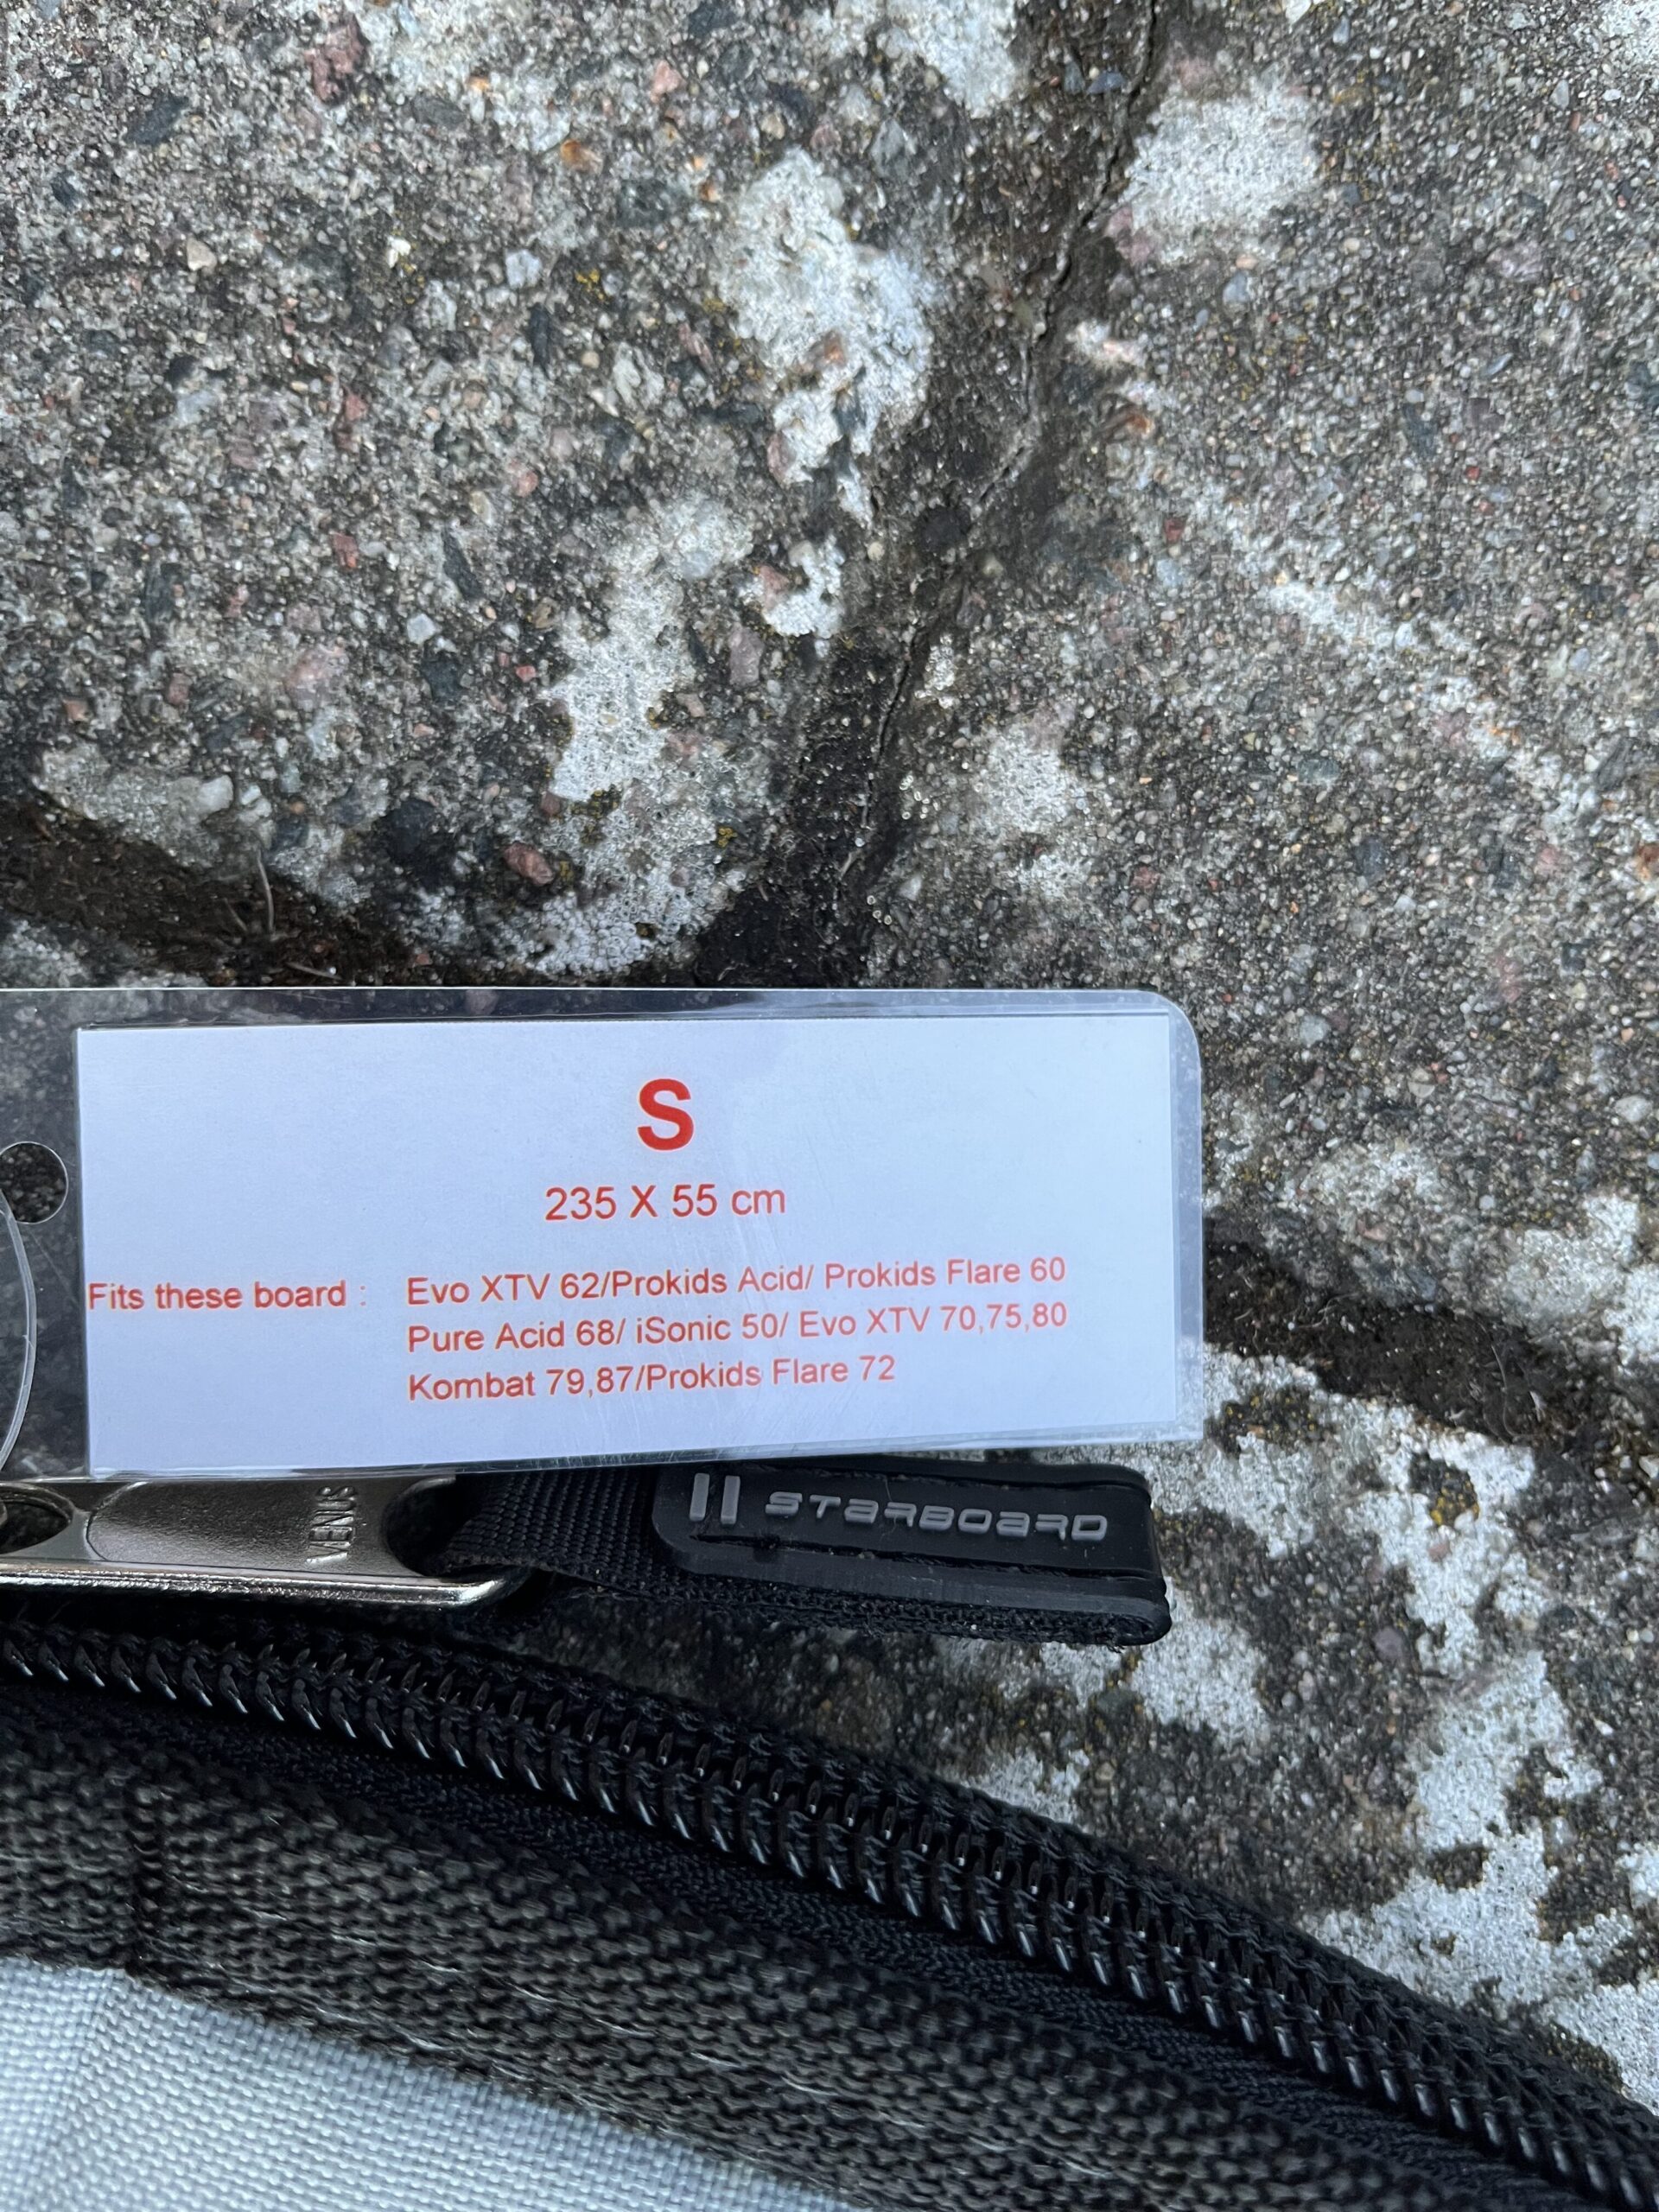 S
235 X 55 cm
Fits these board : Evo XTV 62/Prokids Acid/ Prokids Flare 60
Pure Acid 68/ iSonic 50/ Evo XTV 70,75,80
Kombat 79,87/Prokids Flare 72
VENUS
STARBOARD